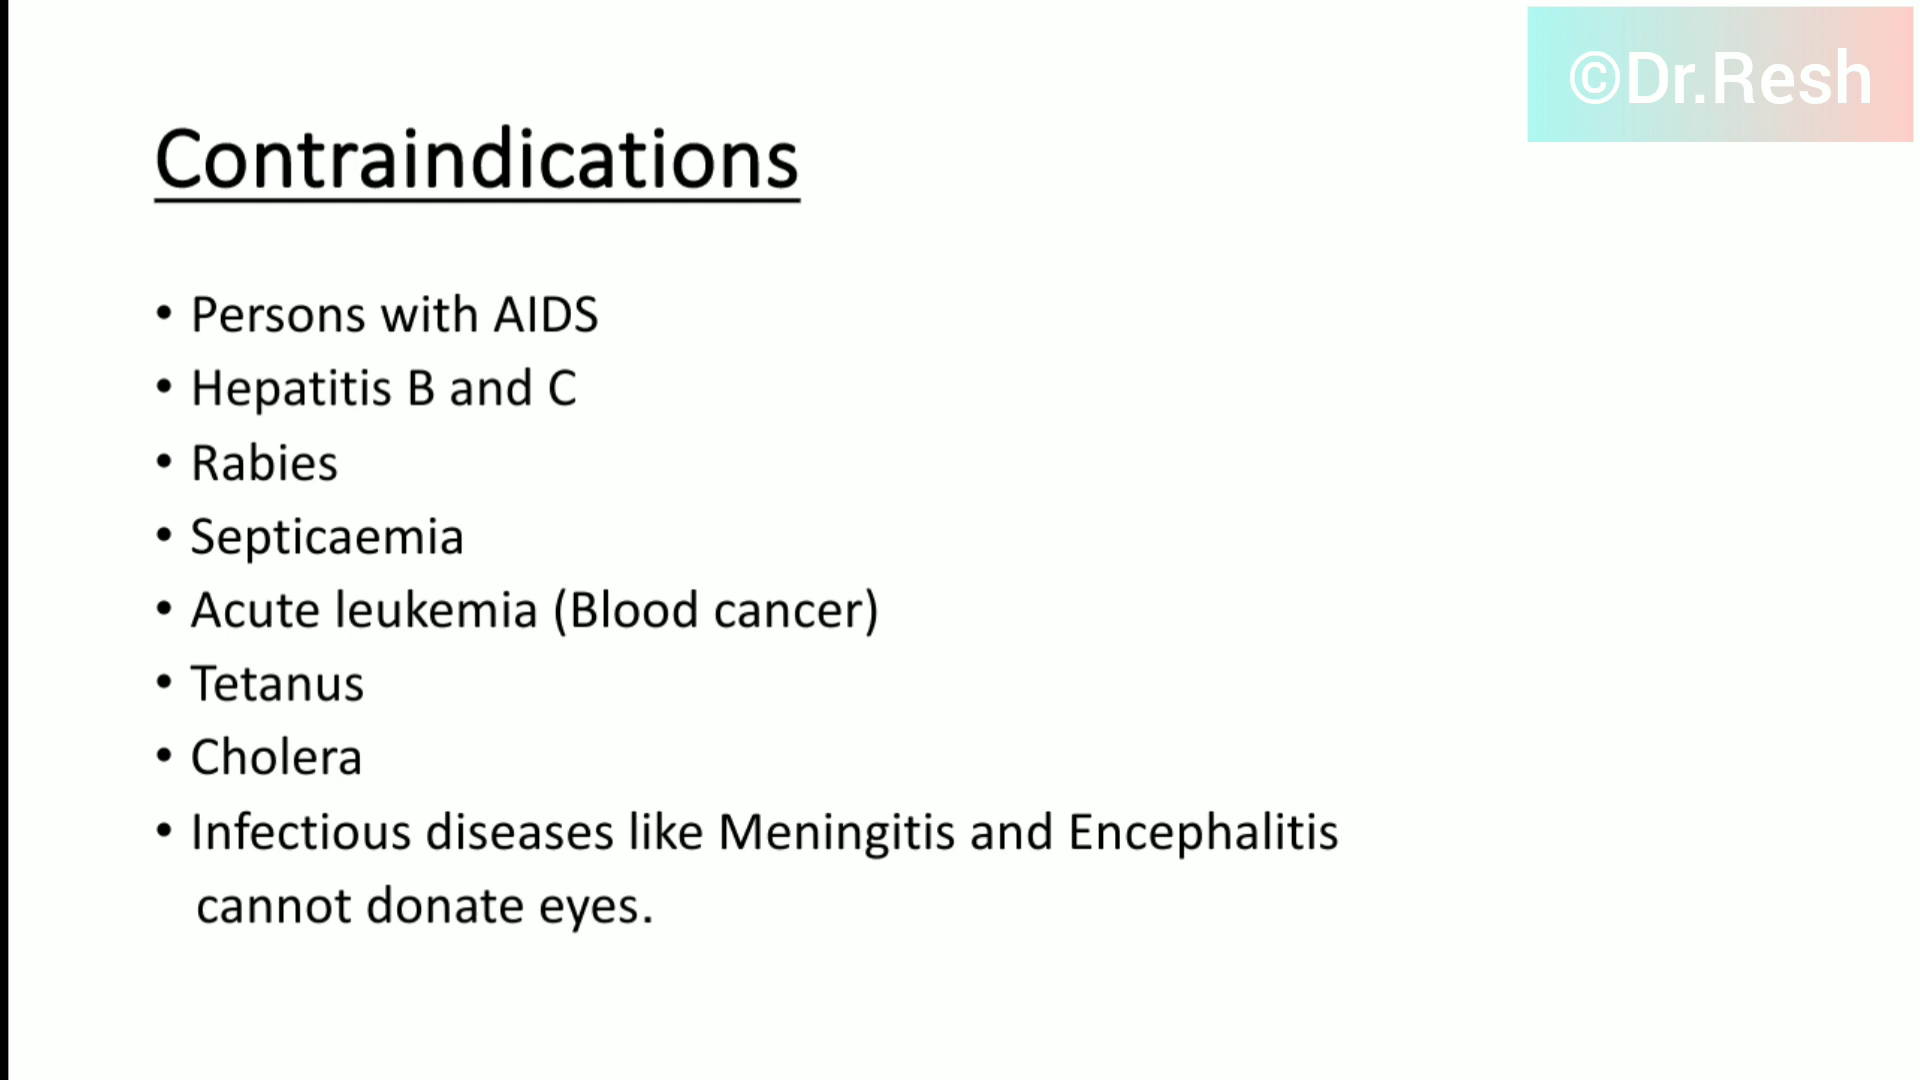 ©Dr.Resh
Contraindications
• Persons with AIDS
• Hepatitis B and C
• Rabies
• Septicaemia
• Acute leukemia (Blood cancer)
• Tetanus
• Cholera
• Infectious diseases like Meningitis and Encephalitis
cannot donate eyes.